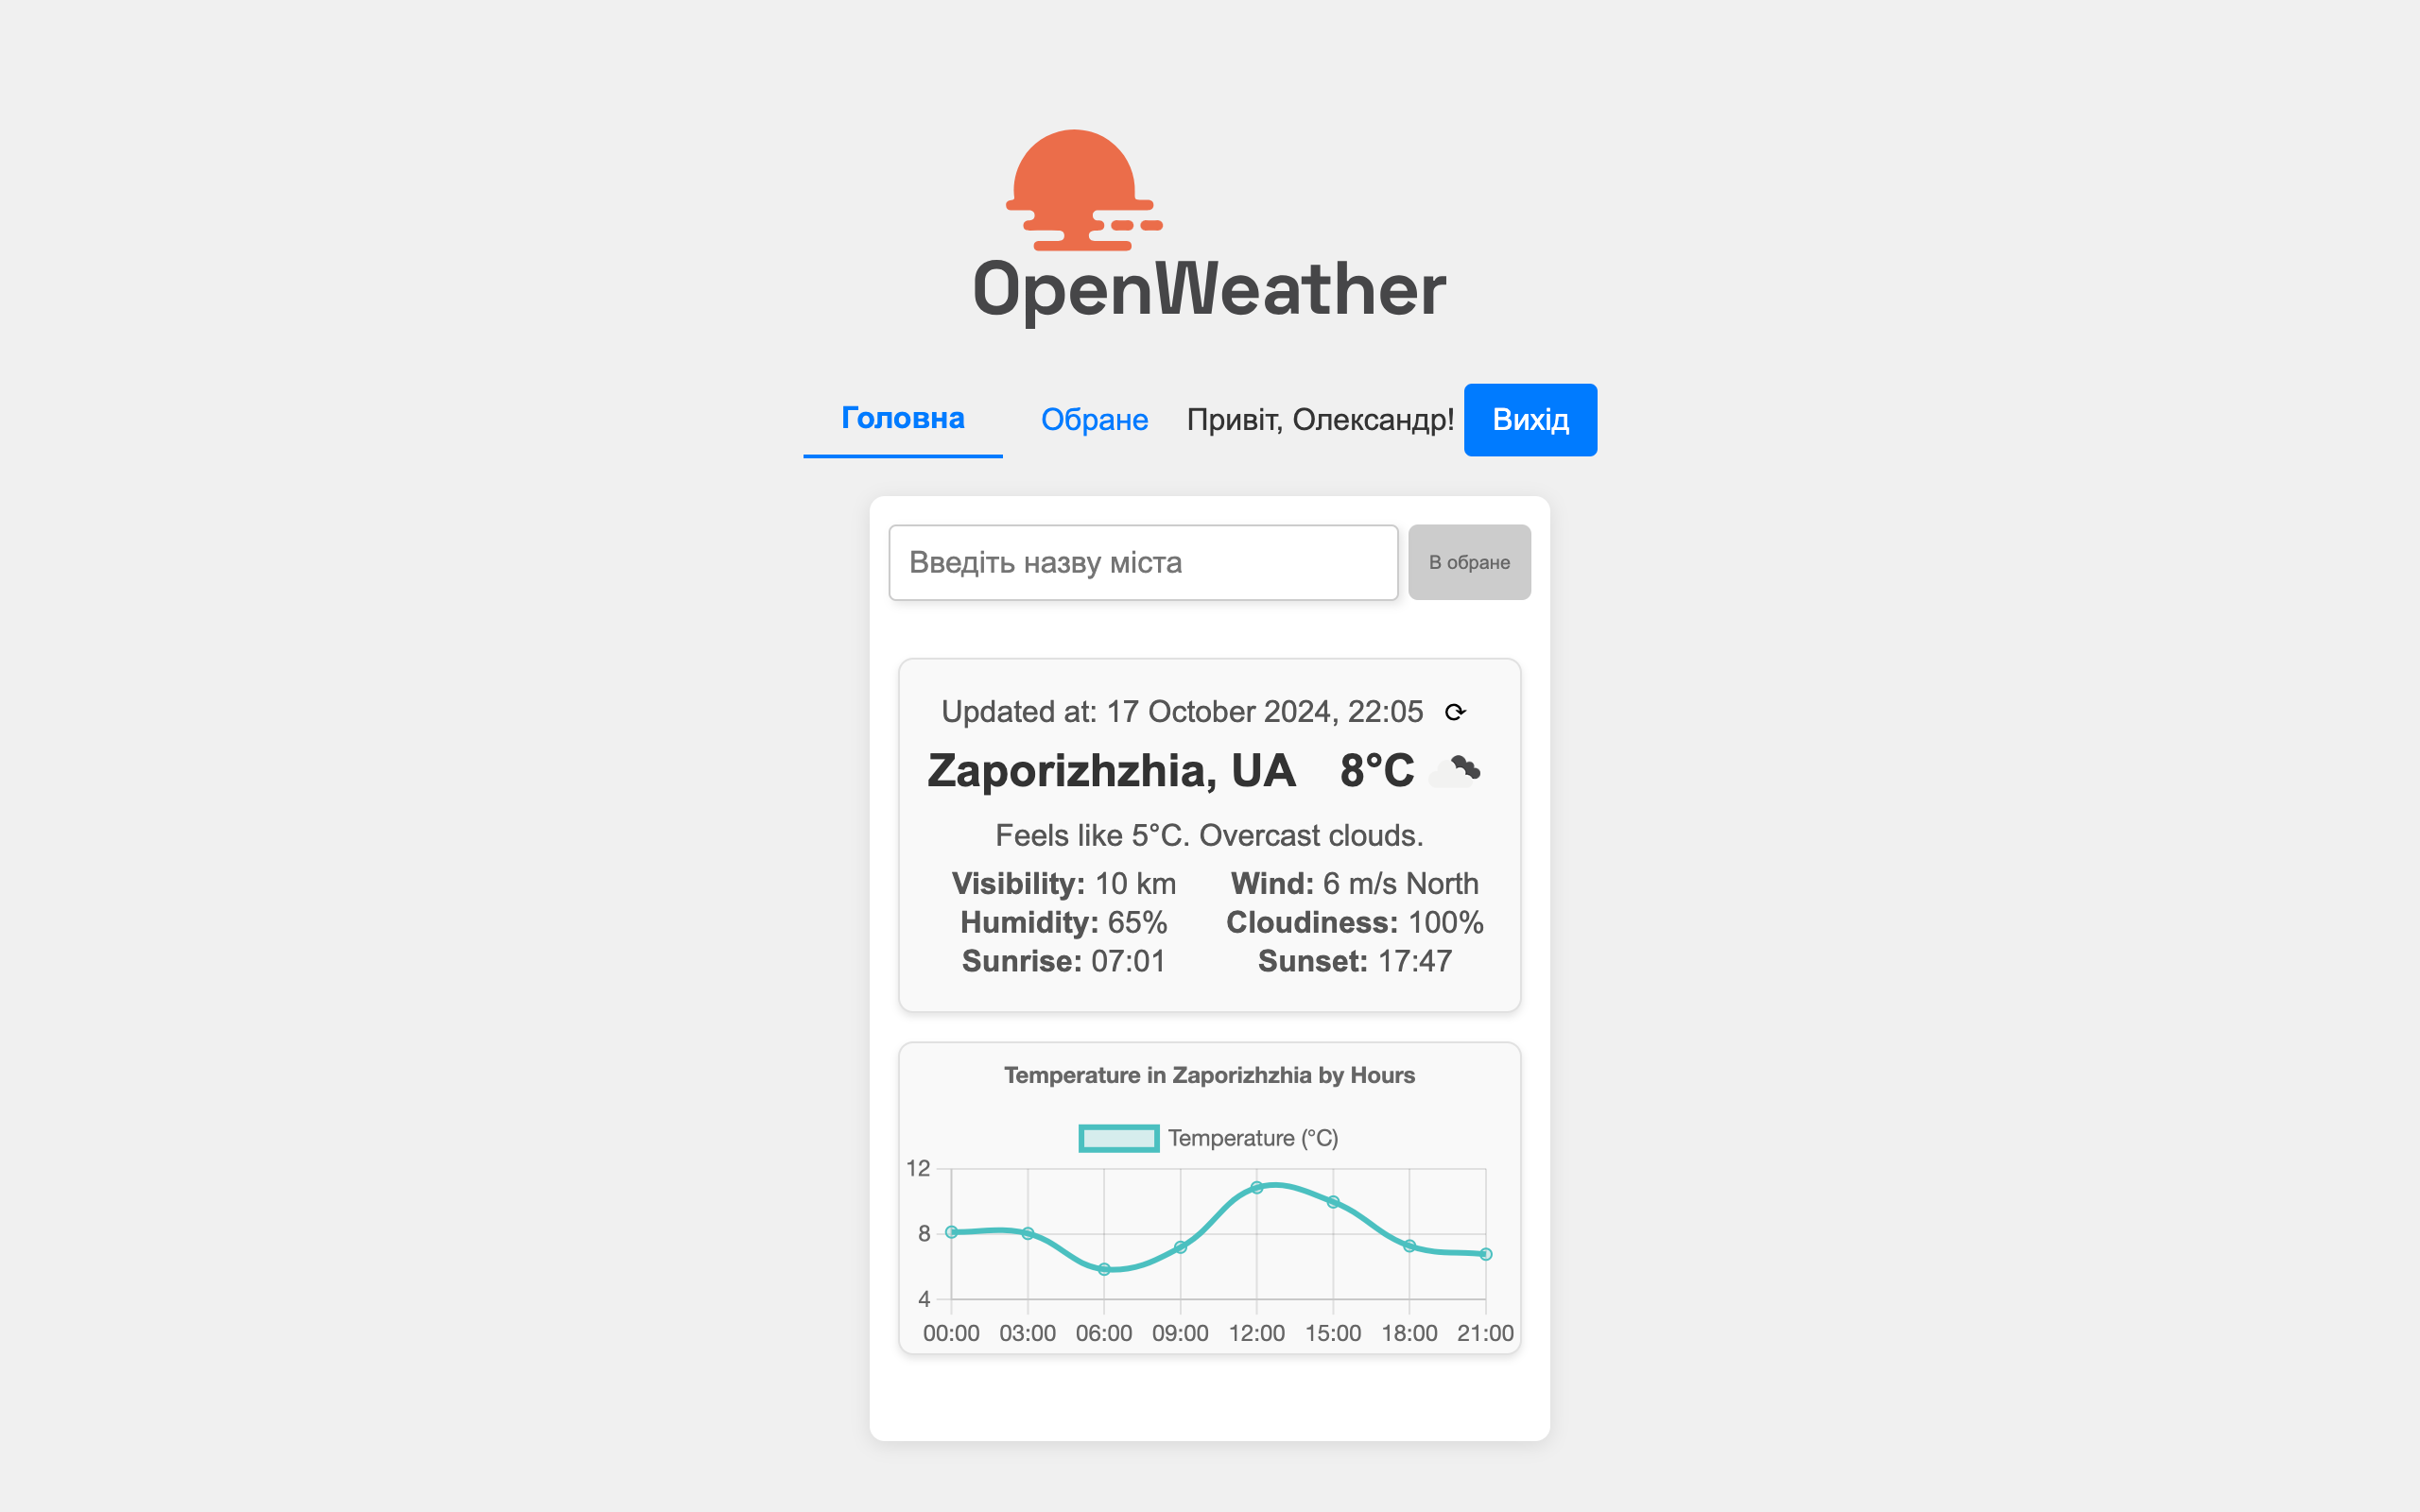 OpenWeather
Головна Обране Привіт, Олександр! Вихід
Введіть назву міста В обране
Updated at: 17 October 2024, 22:05 ⟳
Zaporizhzhia, UA 8°C
Feels like 5°C. Overcast clouds.
Visibility: 10 km Wind: 6 m/s North
Humidity: 65% Cloudiness: 100%
Sunrise: 07:01 Sunset: 17:47
Temperature in Zaporizhzhia by Hours
Temperature (°C)
12
8
4
00:00 03:00 06:00 09:00 12:00 15:00 18:00 21:00